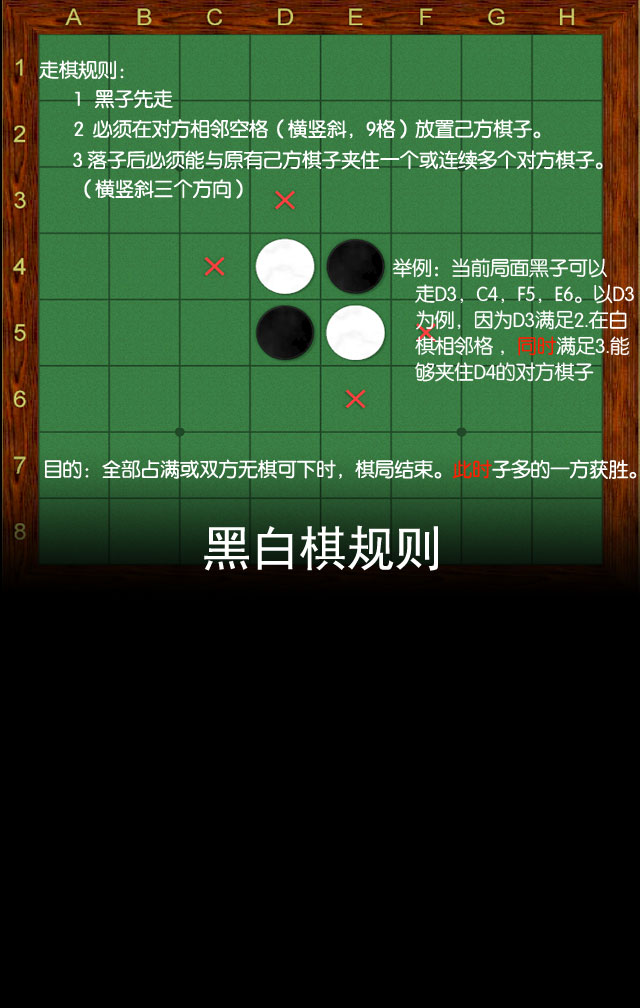 A B C D E F G H
1
走棋规则：
1 黑子先走
2
2 必须在对方相邻空格（横竖斜，9格）放置己方棋子。
3落子后必须能与原有己方棋子夹住一个或连续多个对方棋子。
（横竖斜三个方向）
3
4
举例：当前局面黑子可以
走D3，C4，F5，E6。以D3
为例，因为D3满足2.在白
5
棋相邻格，同时满足3.能
够夹住D4的对方棋子
6
7
目的：全部占满或双方无棋可下时，棋局结束。此时子多的一方获胜。
8
黑白棋规则